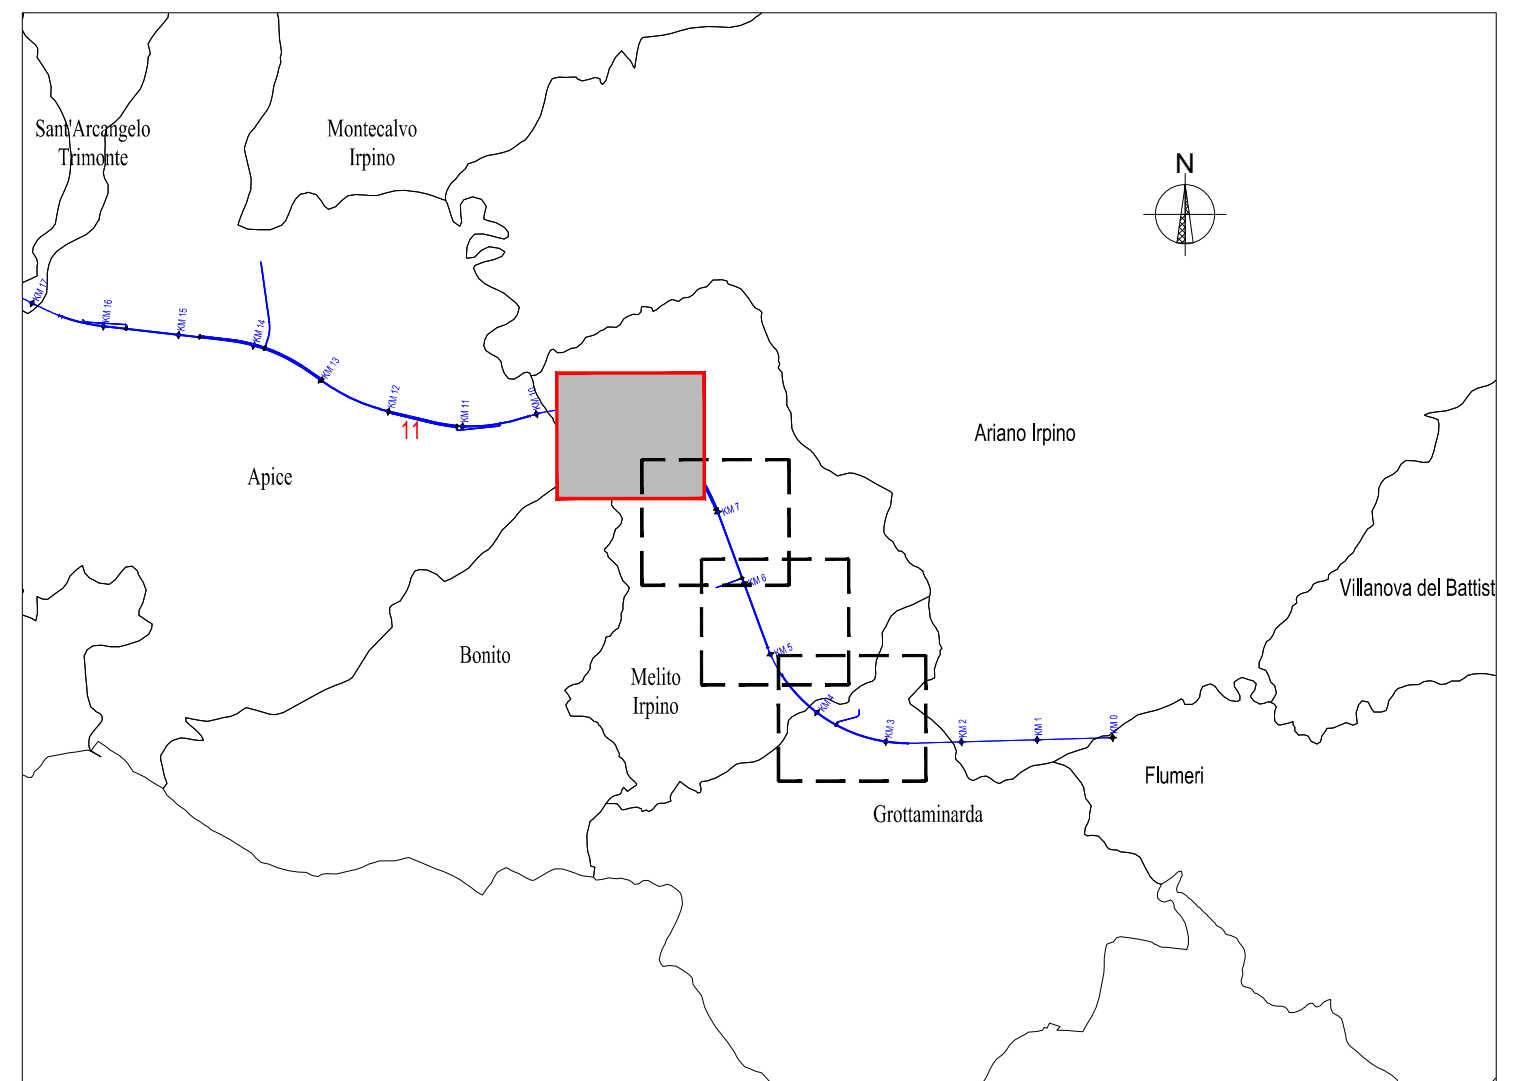 Sant'Arcangelo
Trimonte
Montecalvo
Irpino
N
KM 17
KM 16
KM 15
KM 14
KM 13
KM 12
KM 11
KM 10
11
Ariano Irpino
Apice
KM 7
KM 6
Villanova del Battist
Bonito
KM 5
Melito
Irpino
KM 4
KM 3
KM 2
KM 1
KM 0
Flumeri
Grottaminarda